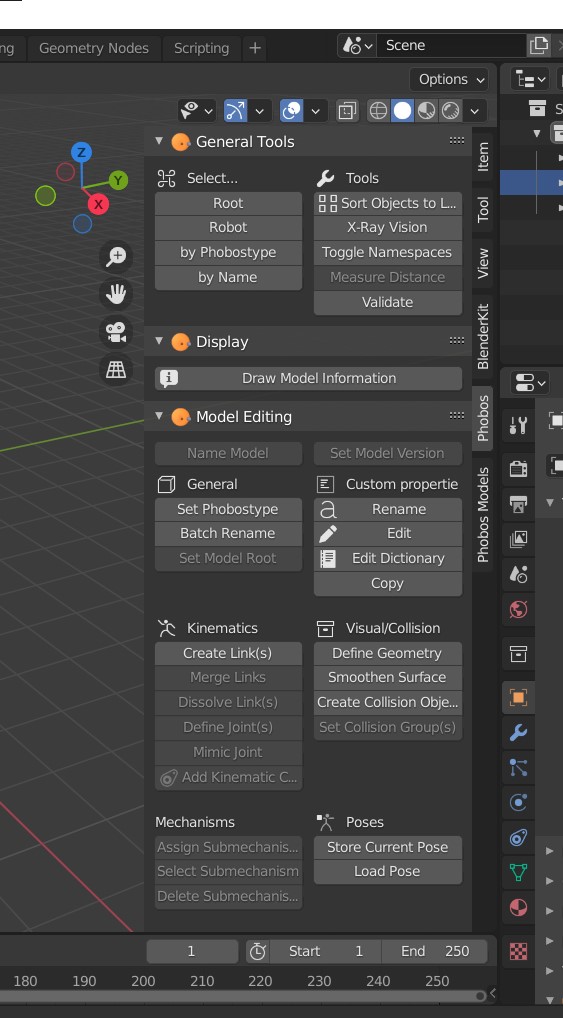 ng Geometry Nodes Scripting + Scene
Options
General Tools
Select... Tools
Root Sort Objects to L...
Robot X-Ray Vision
by Phobostype Toggle Namespaces
by Name Measure Distance
Validate
Display
Draw Model Information
Model Editing
Name Model Set Model Version
General Custom propertie
Set Phobostype Rename
Batch Rename Edit
Set Model Root Edit Dictionary
Copy
Kinematics Visual/Collision
Create Link(s) Define Geometry
Merge Links Smoothen Surface
Dissolve Link(s) Create Collision Obje...
Define Joint(s) Set Collision Group(s)
Mimic Joint
Add Kinematic C...
Mechanisms Poses
Assign Submechanis... Store Current Pose
Select Submechanism Load Pose
Delete Submechanis...
Z
Y
X
Item
Tool
View
BlenderKit
Phobos
Phobos Models
S
1 Start 1 End 250
180 190 200 210 220 230 240 250